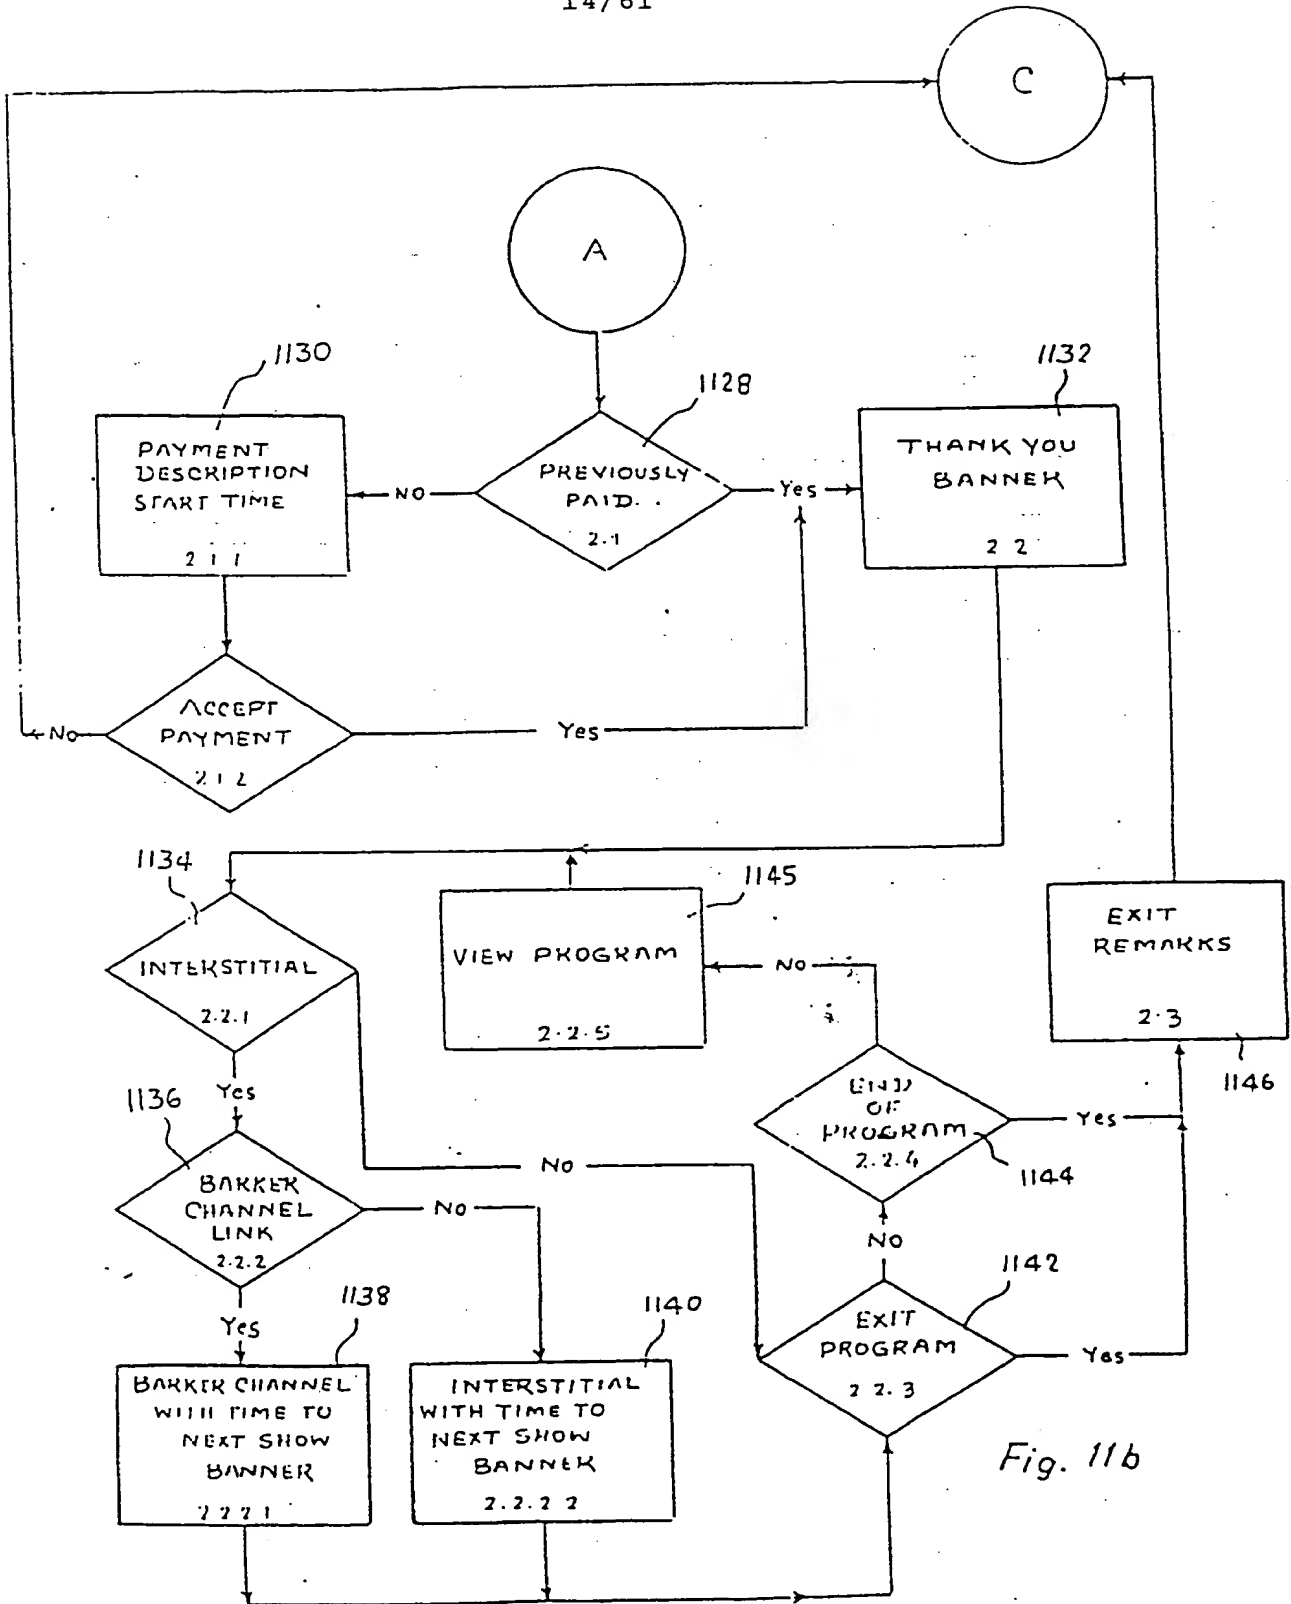 14/61
C
A
1130
1132
1128
PAYMENT
DESCRIPTION
START TIME
2 1 1
NO
PREVIOUSLY
PAID.
2.1
Yes
THANK YOU
BANNER
2 2
ACCEPT
PAYMENT
2 1 2
No
Yes
1134
INTERSTITIAL
2.2.1
1145
VIEW PROGRAM
2.2.5
No
EXIT
REMARKS
2.3
1146
Yes
1136
BARKER
CHANNEL
LINK
2.2.2
No
No
END
OF
PROGRAM
2.2.4
Yes
1144
NO
Yes
1138
BARKER CHANNEL
WITH TIME TO
NEXT SHOW
BANNER
2 2 2 1
1140
INTERSTITIAL
WITH TIME TO
NEXT SHOW
BANNER
2.2.2 2
1142
EXIT
PROGRAM
2 2.3
Yes
Fig. 11b